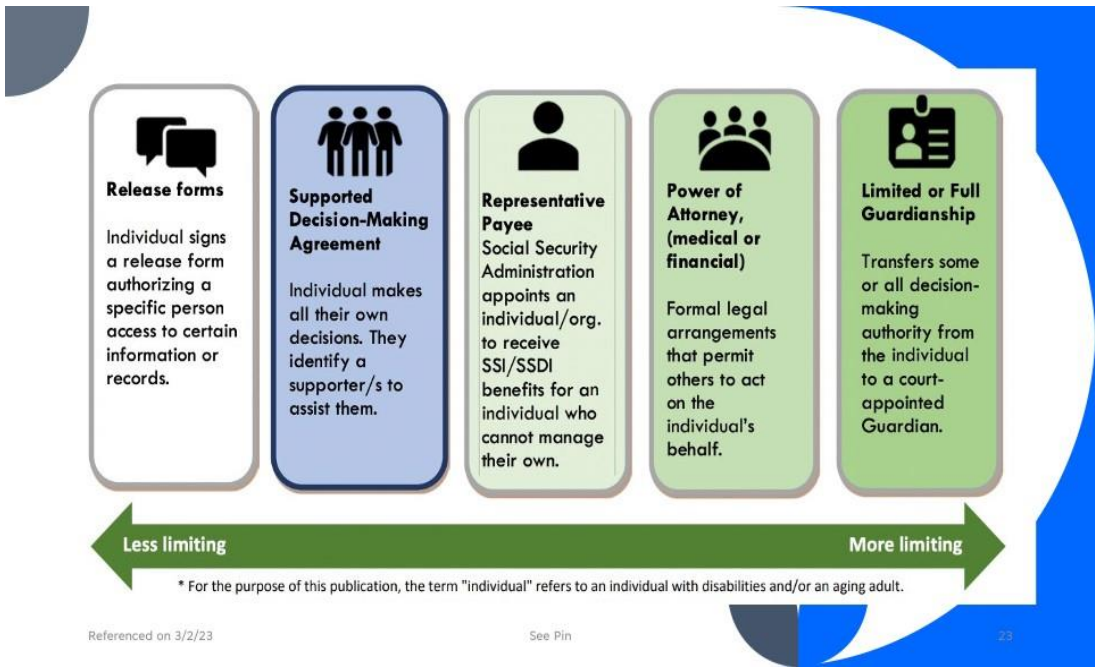 Release forms
Individual signs
a release form
authorizing a
specific person
access to certain
information or
records.
Supported
Decision-Making
Agreement
Individual makes
all their own
decisions. They
identify a
supporter/s to
assist them.
Representative
Payee
Social Security
Administration
appoints an
individual/org.
to receive
SSI/SSDI
benefits for an
individual who
cannot manage
their own.
Power of
Attorney,
(medical or
financial)
Formal legal
arrangements
that permit
others to act
on the
individual's
behalf.
Limited or Full
Guardianship
Transfers some
or all decision-
making
authority from
the individual
to a court-
appointed
Guardian.
Less limiting
More limiting
* For the purpose of this publication, the term "individual" refers to an individual with disabilities and/or an aging adult.
Referenced on 3/2/23
See Pin
23